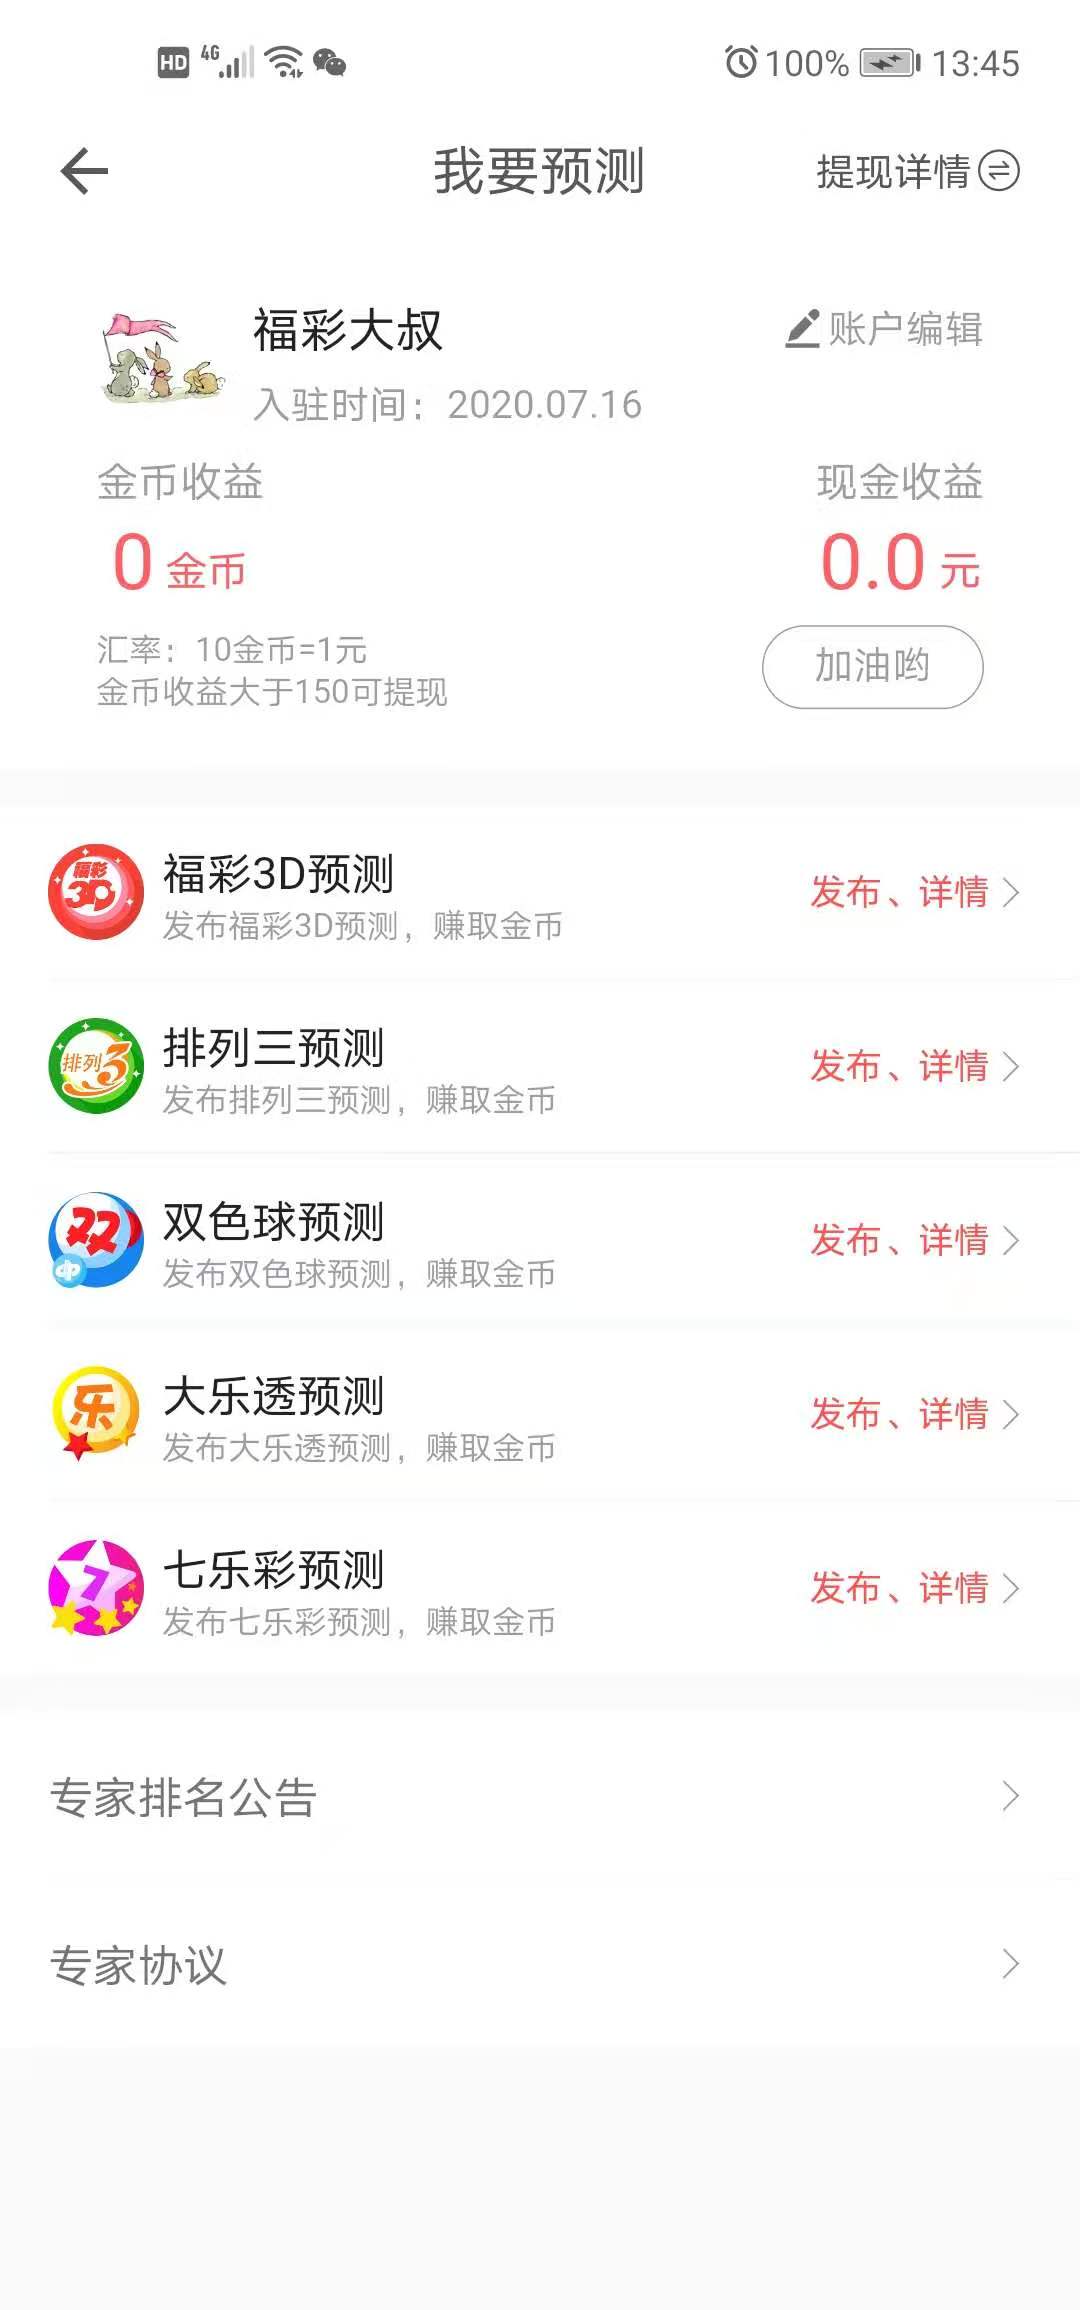 HD 4G 100% 13:45
我要预测 提现详情
福彩大叔 账户编辑
入驻时间：2020.07.16
金币收益 现金收益
0金币 0.0元
汇率：10金币=1元
金币收益大于150可提现 加油哟
福彩3D
福彩3D预测
发布福彩3D预测，赚取金币
发布、详情
排列3
排列三预测
发布排列三预测，赚取金币
发布、详情
双
中
双色球预测
发布双色球预测，赚取金币
发布、详情
乐
大乐透预测
发布大乐透预测，赚取金币
发布、详情
7
七乐彩预测
发布七乐彩预测，赚取金币
发布、详情
专家排名公告
专家协议